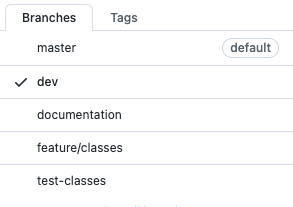 Branches Tags
master default
dev
documentation
feature/classes
test-classes